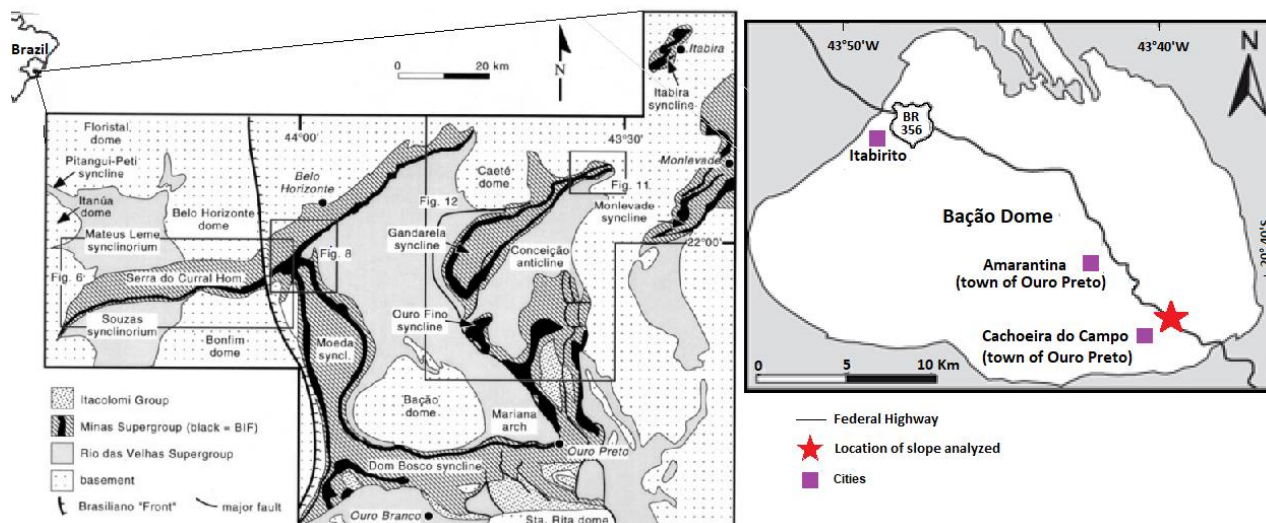 Brazil
0 20 km
N
Itabira
Itabira
syncline
Floristal
dome
44°00'
43°30'
Pitangui-Peti
syncline
Belo
Horizonte
Caeté
dome
Monlevade
Fig. 11
Itanúa
dome
Belo Horizonte
dome
Fig. 12
Monlevade
syncline
Mateus Leme
synclinorium
Gandarela
syncline
Conceição
anticline
22°00'
Fig. 8
Fig. 6
Serra do Curral Hom.
Souzas
synclinorium
Bonfim
dome
Moeda
syncl.
Ouro Fino
syncline
Bação
dome
Mariana
arch
Ouro Preto
Dom Bosco syncline
Ouro Branco
Sta. Rita dome
Itacolomi Group
Minas Supergroup (black = BIF)
Rio das Velhas Supergroup
basement
Brasiliano "Front"
major fault
43°50'W
43°40'W
N
BR
356
Itabirito
Bação Dome
20°40'S
Amarantina
(town of Ouro Preto)
Cachoeira do Campo
(town of Ouro Preto)
0 5 10 Km
Federal Highway
Location of slope analyzed
Cities